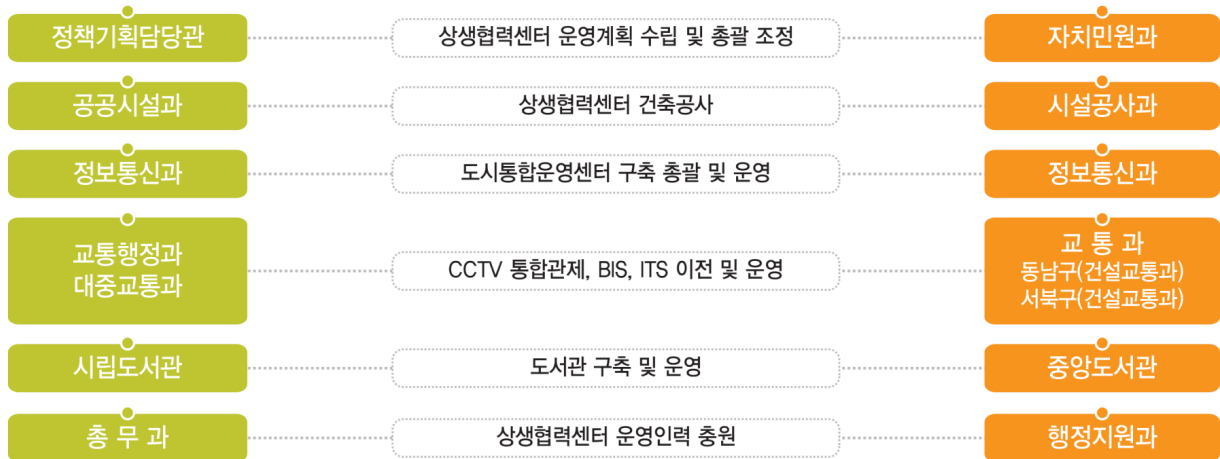 정책기획담당관 상생협력센터 운영계획 수립 및 총괄 조정 자치민원과
공공시설과 상생협력센터 건축공사 시설공사과
정보통신과 도시통합운영센터 구축 총괄 및 운영 정보통신과
교통행정과
대중교통과
CCTV 통합관제, BIS, ITS 이전 및 운영
교 통 과
동남구(건설교통과)
서북구(건설교통과)
시립도서관 도서관 구축 및 운영 중앙도서관
총 무 과 상생협력센터 운영인력 충원 행정지원과